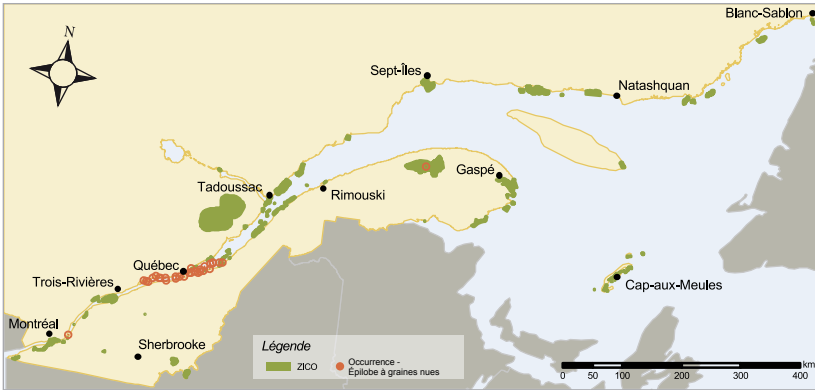 Blanc-Sablon
N
Sept-Îles
Natashquan
Gaspé
Tadoussac
Rimouski
Québec
Trois-Rivières
Cap-aux-Meules
Montréal
Sherbrooke
Légende
ZICO
Occurrence -
Épilobe à graines nues
km
0 50 100 200 300 400